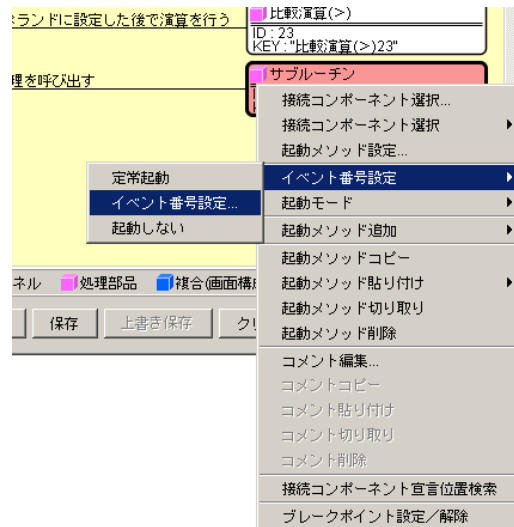 ランドに設定した後で演算を行う
比較演算(>)
ID : 23
KEY : "比較演算(>)23"
理を呼び出す
サブルーチン
接続コンポーネント選択...
接続コンポーネント選択
起動メソッド設定...
イベント番号設定
起動モード
起動メソッド追加
起動メソッドコピー
起動メソッド貼り付け
起動メソッド切り取り
起動メソッド削除
コメント編集...
コメントコピー
コメント貼り付け
コメント切り取り
コメント削除
接続コンポーネント宣言位置検索
ブレークポイント設定／解除
定常起動
イベント番号設定...
起動しない
ネル 処理部品 複合(画面構
保存 上書き保存 ク